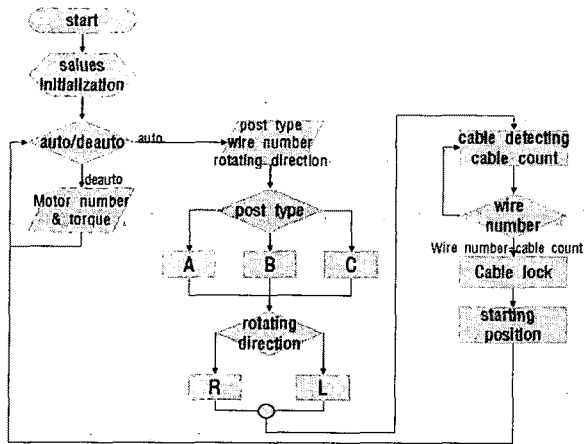 start
salues
initialization
auto/deauto
auto
deauto
Motor number
& torque
post type
wire number
rotating direction
post type
A
B
C
rotating
direction
R
L
cable detecting
cable count
wire
number
Wire number=cable count
Cable lock
starting
position